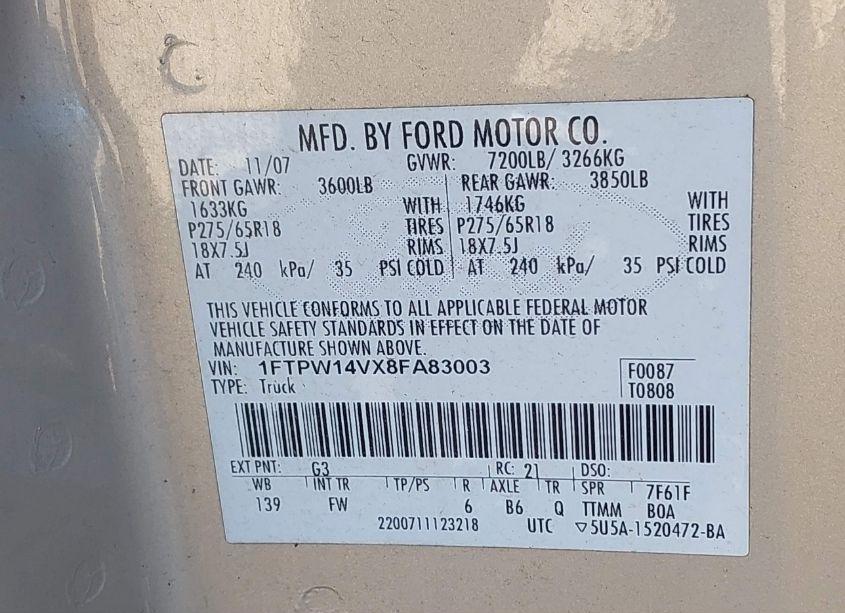 MFD. BY FORD MOTOR CO.
DATE: 11/07 GVWR: 7200LB/ 3266KG
FRONT GAWR: 3600LB REAR GAWR: 3850LB
1633KG WITH 1746KG WITH
P275/65R18 TIRES P275/65R18 TIRES
18X7.5J RIMS 18X7.5J RIMS
AT 240 kPa/ 35 PSI COLD AT 240 kPa/ 35 PSI COLD
THIS VEHICLE CONFORMS TO ALL APPLICABLE FEDERAL MOTOR
VEHICLE SAFETY STANDARDS IN EFFECT ON THE DATE OF
MANUFACTURE SHOWN ABOVE.
VIN: 1FTPW14VX8FA83003 F0087
TYPE: Truck T0808
EXT PNT: G3 RC: 21 DSO:
WB INT TR TP/PS R AXLE TR SPR 7F61F
139 FW 6 B6 Q TTMM BOA
2200711123218 UTC ▽5U5A-1520472-BA